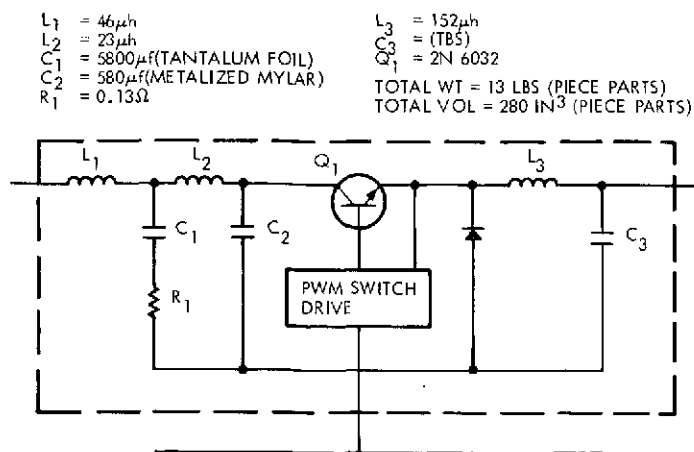 L1 = 46μh
L2 = 23μh
C1 = 5800μf(TANTALUM FOIL)
C2 = 580μf(METALIZED MYLAR)
R1 = 0.13Ω
L3 = 152μh
C3 = (TBS)
Q1 = 2N 6032
TOTAL WT = 13 LBS (PIECE PARTS)
TOTAL VOL = 280 IN³ (PIECE PARTS)
L1
L2
Q1
L3
C1
C2
C3
R1
PWM SWITCH
DRIVE